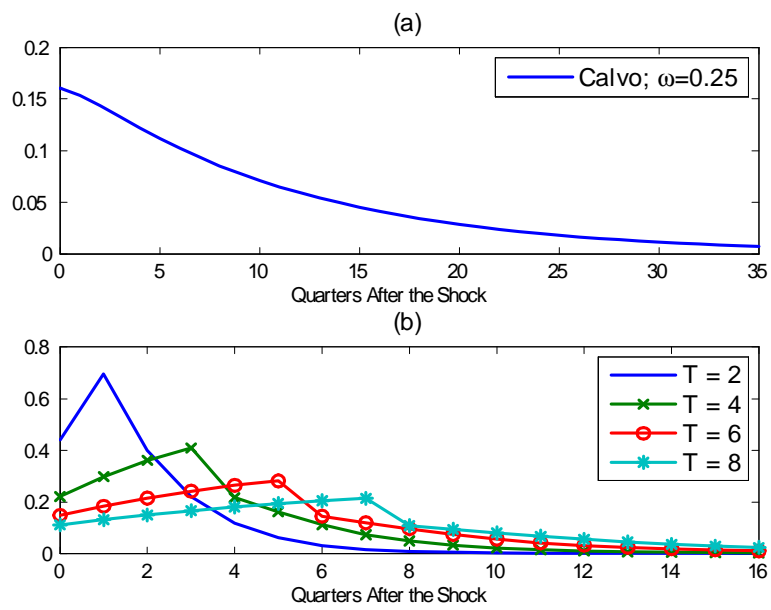 (a)
0.2
0.15
0.1
0.05
0
Calvo; ω=0.25
0 5 10 15 20 25 30 35
Quarters After the Shock
(b)
0.8
0.6
0.4
0.2
0
T = 2
T = 4
T = 6
T = 8
0 2 4 6 8 10 12 14 16
Quarters After the Shock